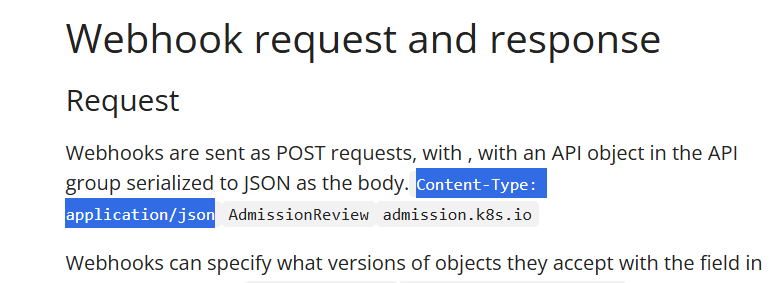 Webhook request and response
Request
Webhooks are sent as POST requests, with , with an API object in the API
group serialized to JSON as the body. Content-Type:
application/json AdmissionReview admission.k8s.io
Webhooks can specify what versions of objects they accept with the field in